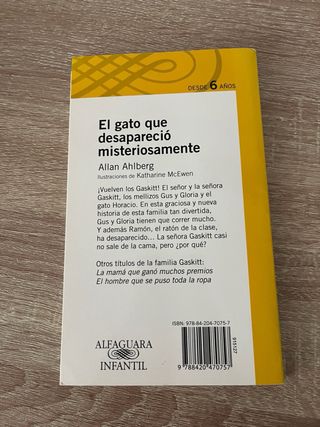 DESDE 6 AÑOS
El gato que
desapareció
misteriosamente
Allan Ahlberg
Ilustraciones de Katharine McEwen
¡Vuelven los Gaskitt! El señor y la señora
Gaskitt, los mellizos Gus y Gloria y el
gato Horacio. En esta graciosa y nueva
historia de esta familia tan divertida,
Gus y Gloria tienen que correr mucho.
Y además Ramón, el ratón de la clase,
ha desaparecido... La señora Gaskitt casi
no sale de la cama, pero ¿por qué?
Otros títulos de la familia Gaskitt:
La mamá que ganó muchos premios
El hombre que se puso toda la ropa
ISBN: 978-84-204-7075-7
915127
9 788420 470757
ALFAGUARA
INFANTIL